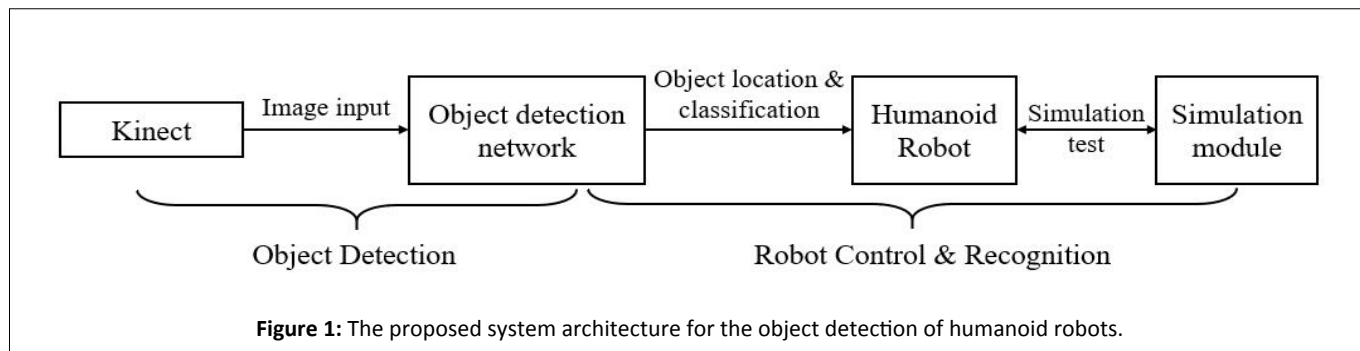 Kinect
Image input
Object detection
network
Object location &
classification
Humanoid
Robot
Simulation
test
Simulation
module
Object Detection
Robot Control & Recognition
Figure 1: The proposed system architecture for the object detection of humanoid robots.